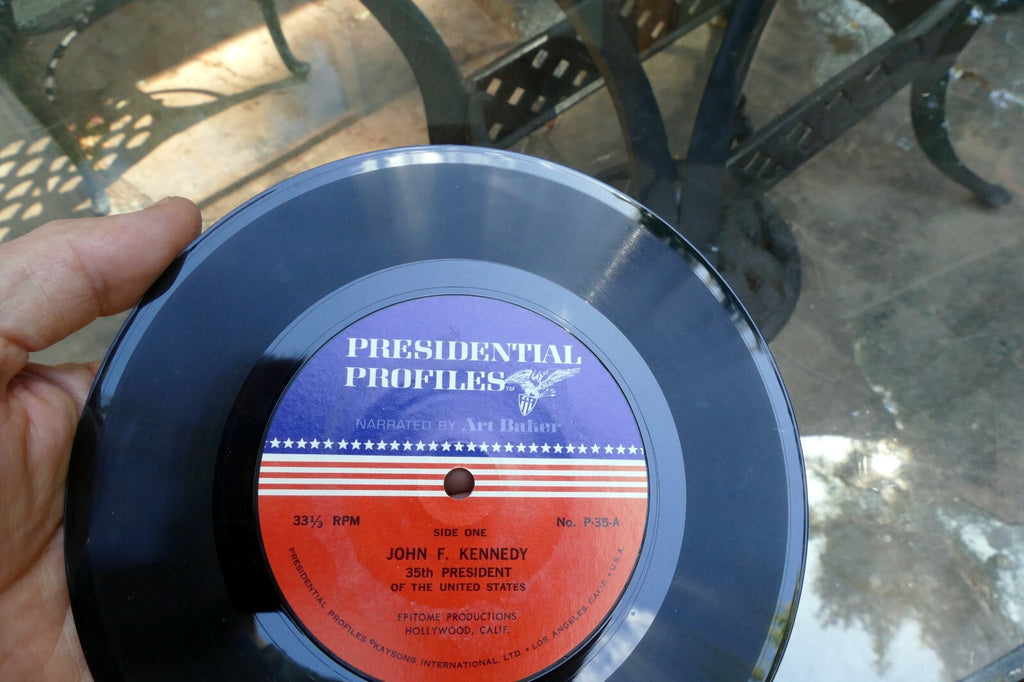 PRESIDENTIAL
PROFILES™
NARRATED BY Art Baker
33⅓ RPM
No. P-35-A
SIDE ONE
JOHN F. KENNEDY
35th PRESIDENT
OF THE UNITED STATES
EPITOME PRODUCTIONS
HOLLYWOOD, CALIF.
PRESIDENTIAL PROFILES ©KAYSONS INTERNATIONAL, LTD. • LOS ANGELES, CALIF. • U.S.A.